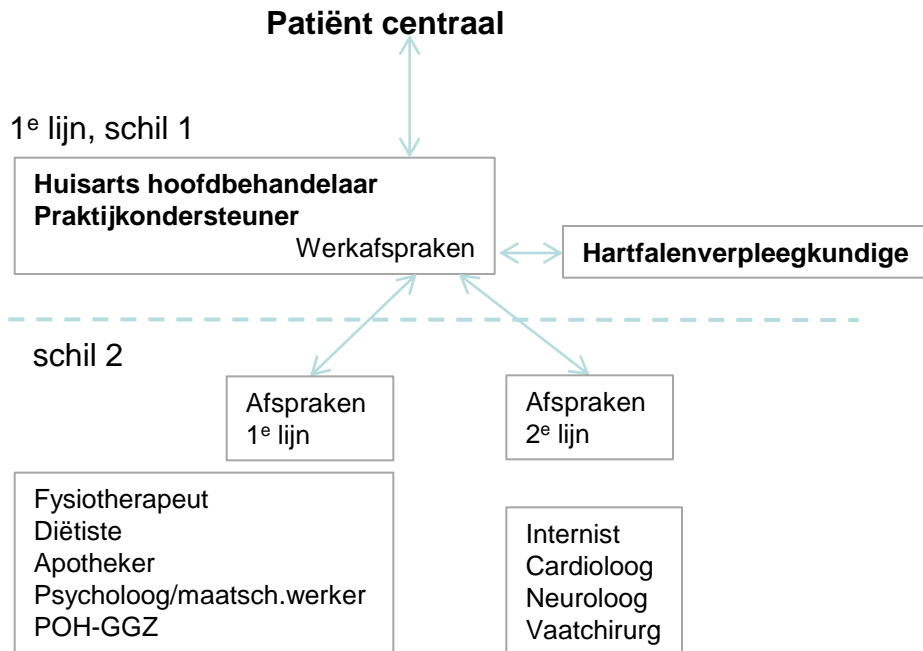 Patiënt centraal
1e lijn, schil 1
Huisarts hoofdbehandelaar
Praktijkondersteuner
Werkafspraken
Hartfalenverpleegkundige
schil 2
Afspraken
1e lijn
Afspraken
2e lijn
Fysiotherapeut
Diëtiste
Apotheker
Psycholoog/maatsch.werker
POH-GGZ
Internist
Cardioloog
Neuroloog
Vaatchirurg